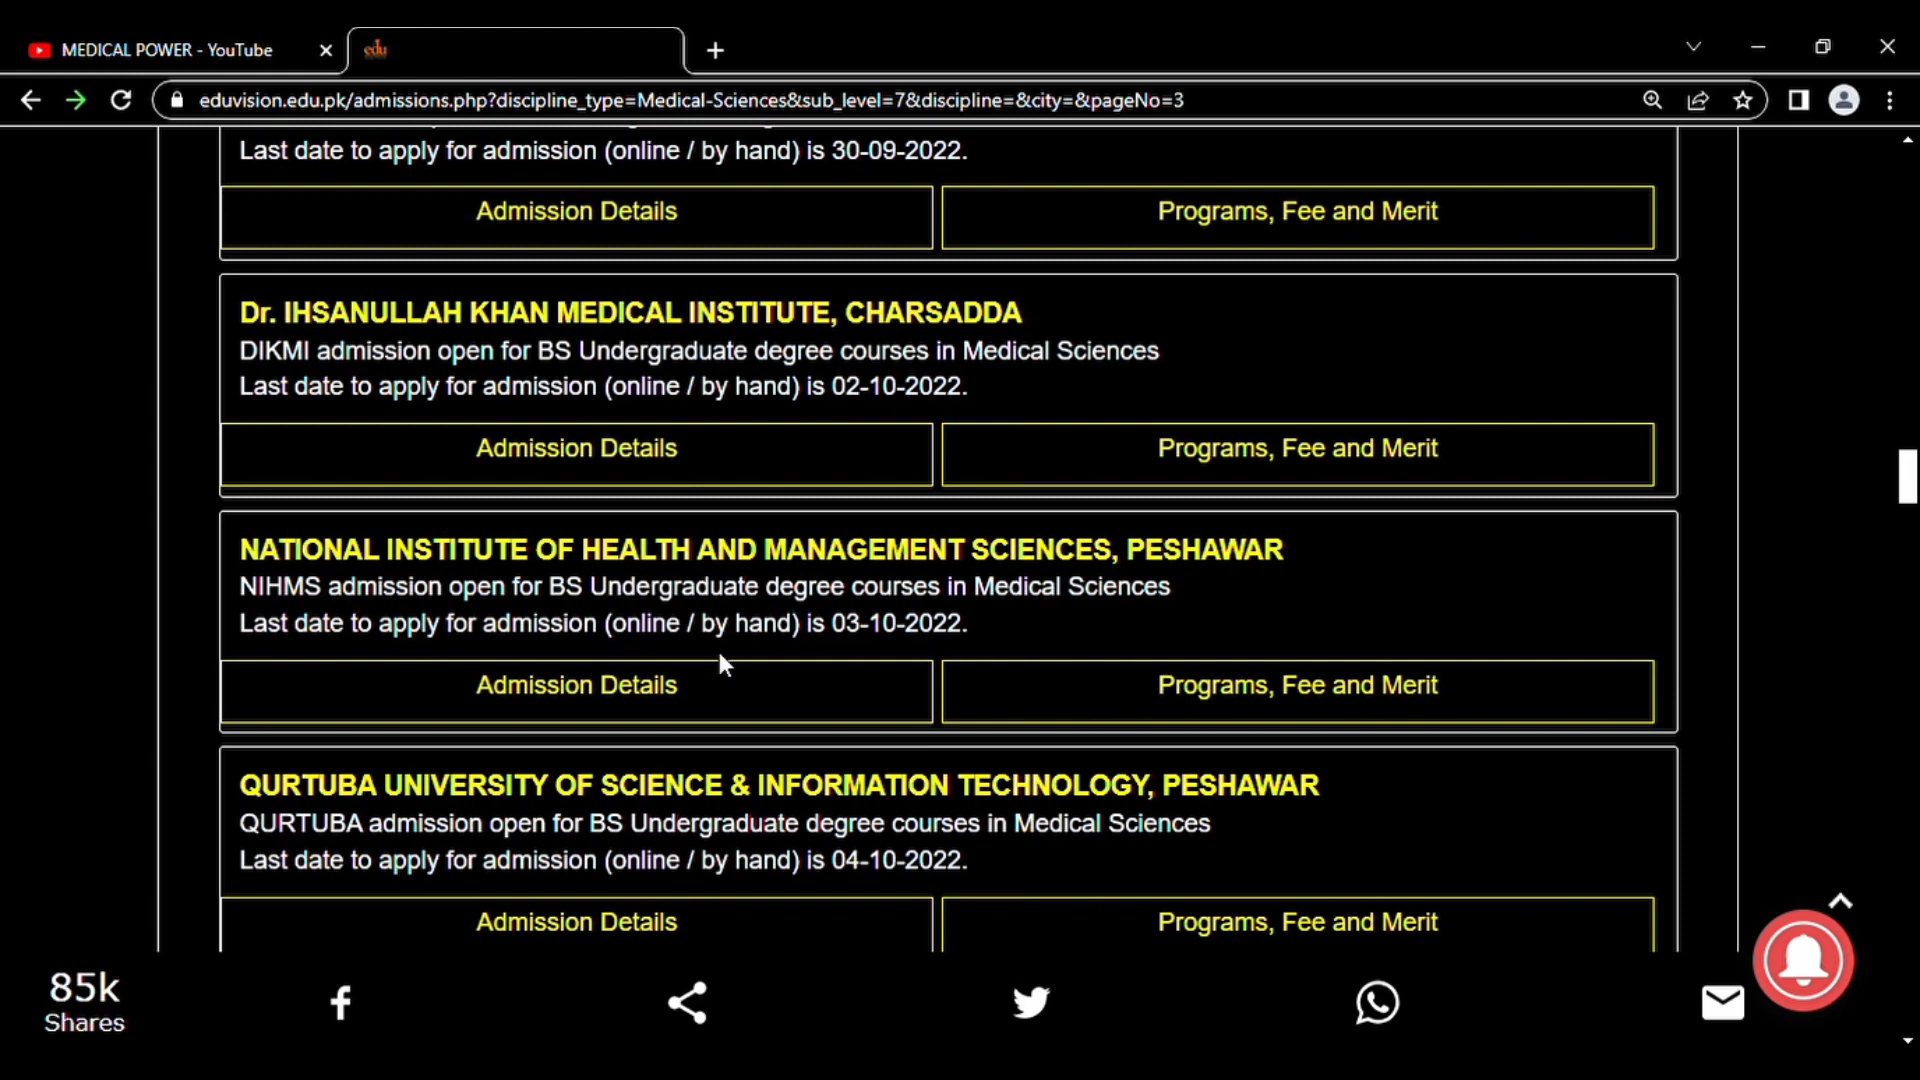 MEDICAL POWER - YouTube
edu
eduvision.edu.pk/admissions.php?discipline_type=Medical-Sciences&sub_level=7&discipline=&city=&pageNo=3
Last date to apply for admission (online / by hand) is 30-09-2022.
Admission Details
Programs, Fee and Merit
Dr. IHSANULLAH KHAN MEDICAL INSTITUTE, CHARSADDA
DIKMI admission open for BS Undergraduate degree courses in Medical Sciences
Last date to apply for admission (online / by hand) is 02-10-2022.
Admission Details
Programs, Fee and Merit
NATIONAL INSTITUTE OF HEALTH AND MANAGEMENT SCIENCES, PESHAWAR
NIHMS admission open for BS Undergraduate degree courses in Medical Sciences
Last date to apply for admission (online / by hand) is 03-10-2022.
Admission Details
Programs, Fee and Merit
QURTUBA UNIVERSITY OF SCIENCE & INFORMATION TECHNOLOGY, PESHAWAR
QURTUBA admission open for BS Undergraduate degree courses in Medical Sciences
Last date to apply for admission (online / by hand) is 04-10-2022.
Admission Details
Programs, Fee and Merit
85k
Shares